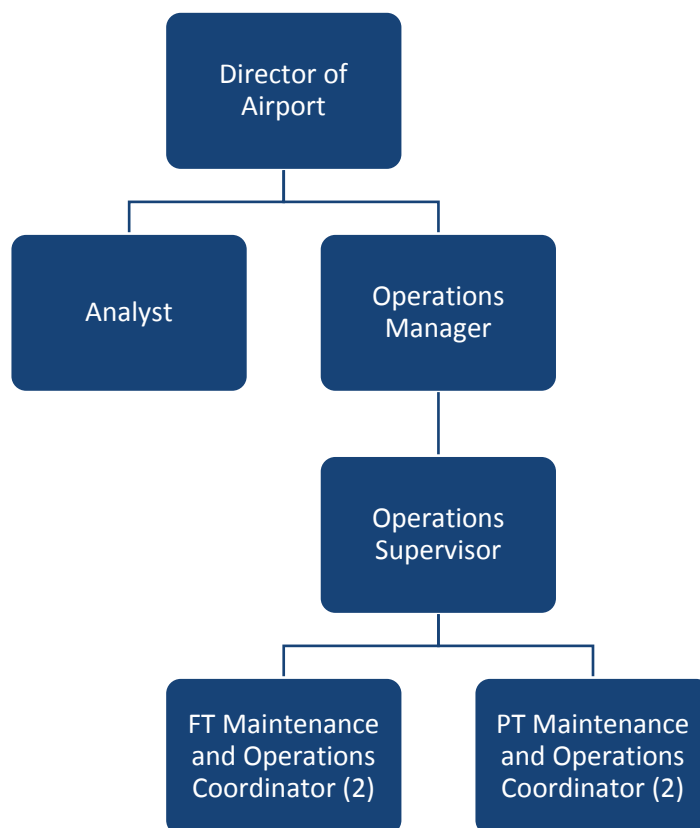 Director of
Airport
Analyst
Operations
Manager
Operations
Supervisor
FT Maintenance
and Operations
Coordinator (2)
PT Maintenance
and Operations
Coordinator (2)